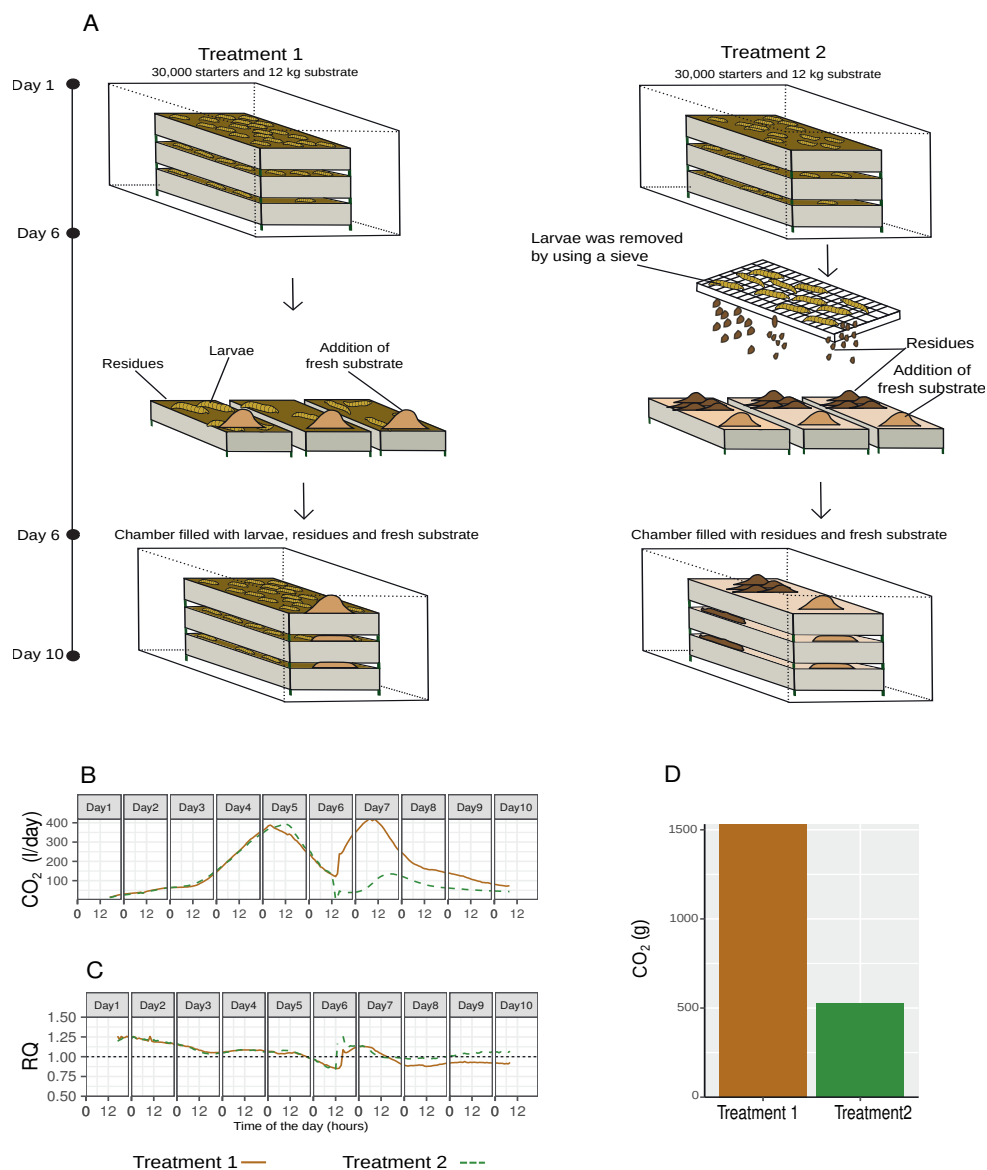 A
Treatment 1
30,000 starters and 12 kg substrate
Treatment 2
30,000 starters and 12 kg substrate
Day 1
Day 6
Larvae was removed
by using a sieve
Residues
Larvae
Addition of
fresh substrate
Residues
Addition of
fresh substrate
Day 6
Chamber filled with larvae, residues and fresh substrate
Chamber filled with residues and fresh substrate
Day 10
B
Day1 Day2 Day3 Day4 Day5 Day6 Day7 Day8 Day9 Day10
400
300
200
100
CO₂ (l/day)
0 12 0 12 0 12 0 12 0 12 0 12 0 12 0 12 0 12 0 12
C
Day1 Day2 Day3 Day4 Day5 Day6 Day7 Day8 Day9 Day10
1.50
1.25
1.00
0.75
0.50
RQ
0 12 0 12 0 12 0 12 0 12 0 12 0 12 0 12 0 12 0 12
Time of the day (hours)
Treatment 1
Treatment 2
D
1500
1000
500
0
CO₂ (g)
Treatment 1
Treatment2